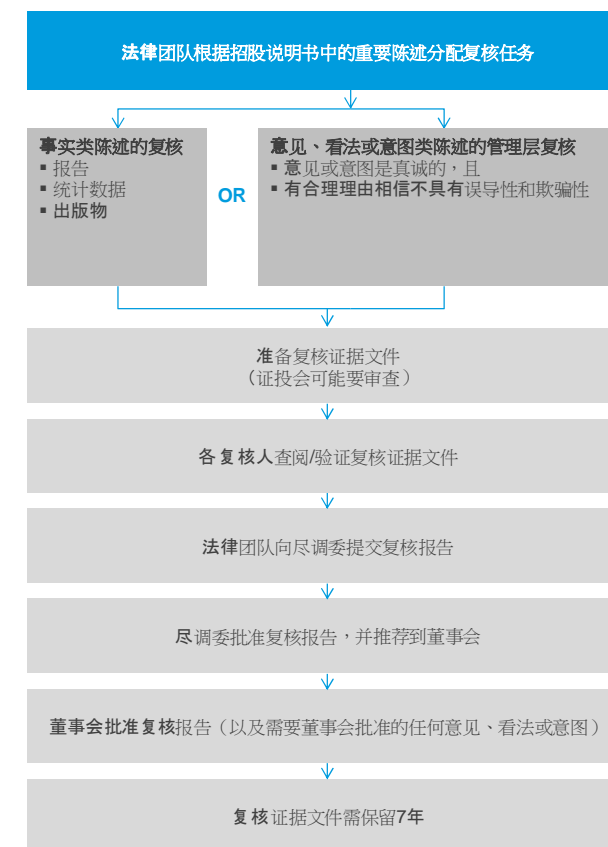 法律团队根据招股说明书中的重要陈述分配复核任务
事实类陈述的复核
▪ 报告
▪ 统计数据
▪ 出版物
OR
意见、看法或意图类陈述的管理层复核
▪ 意见或意图是真诚的，且
▪ 有合理理由相信不具有误导性和欺骗性
准备复核证据文件
（证投会可能要审查）
各复核人查阅/验证复核证据文件
法律团队向尽调委提交复核报告
尽调委批准复核报告，并推荐到董事会
董事会批准复核报告（以及需要董事会批准的任何意见、看法或意图）
复核证据文件需保留7年